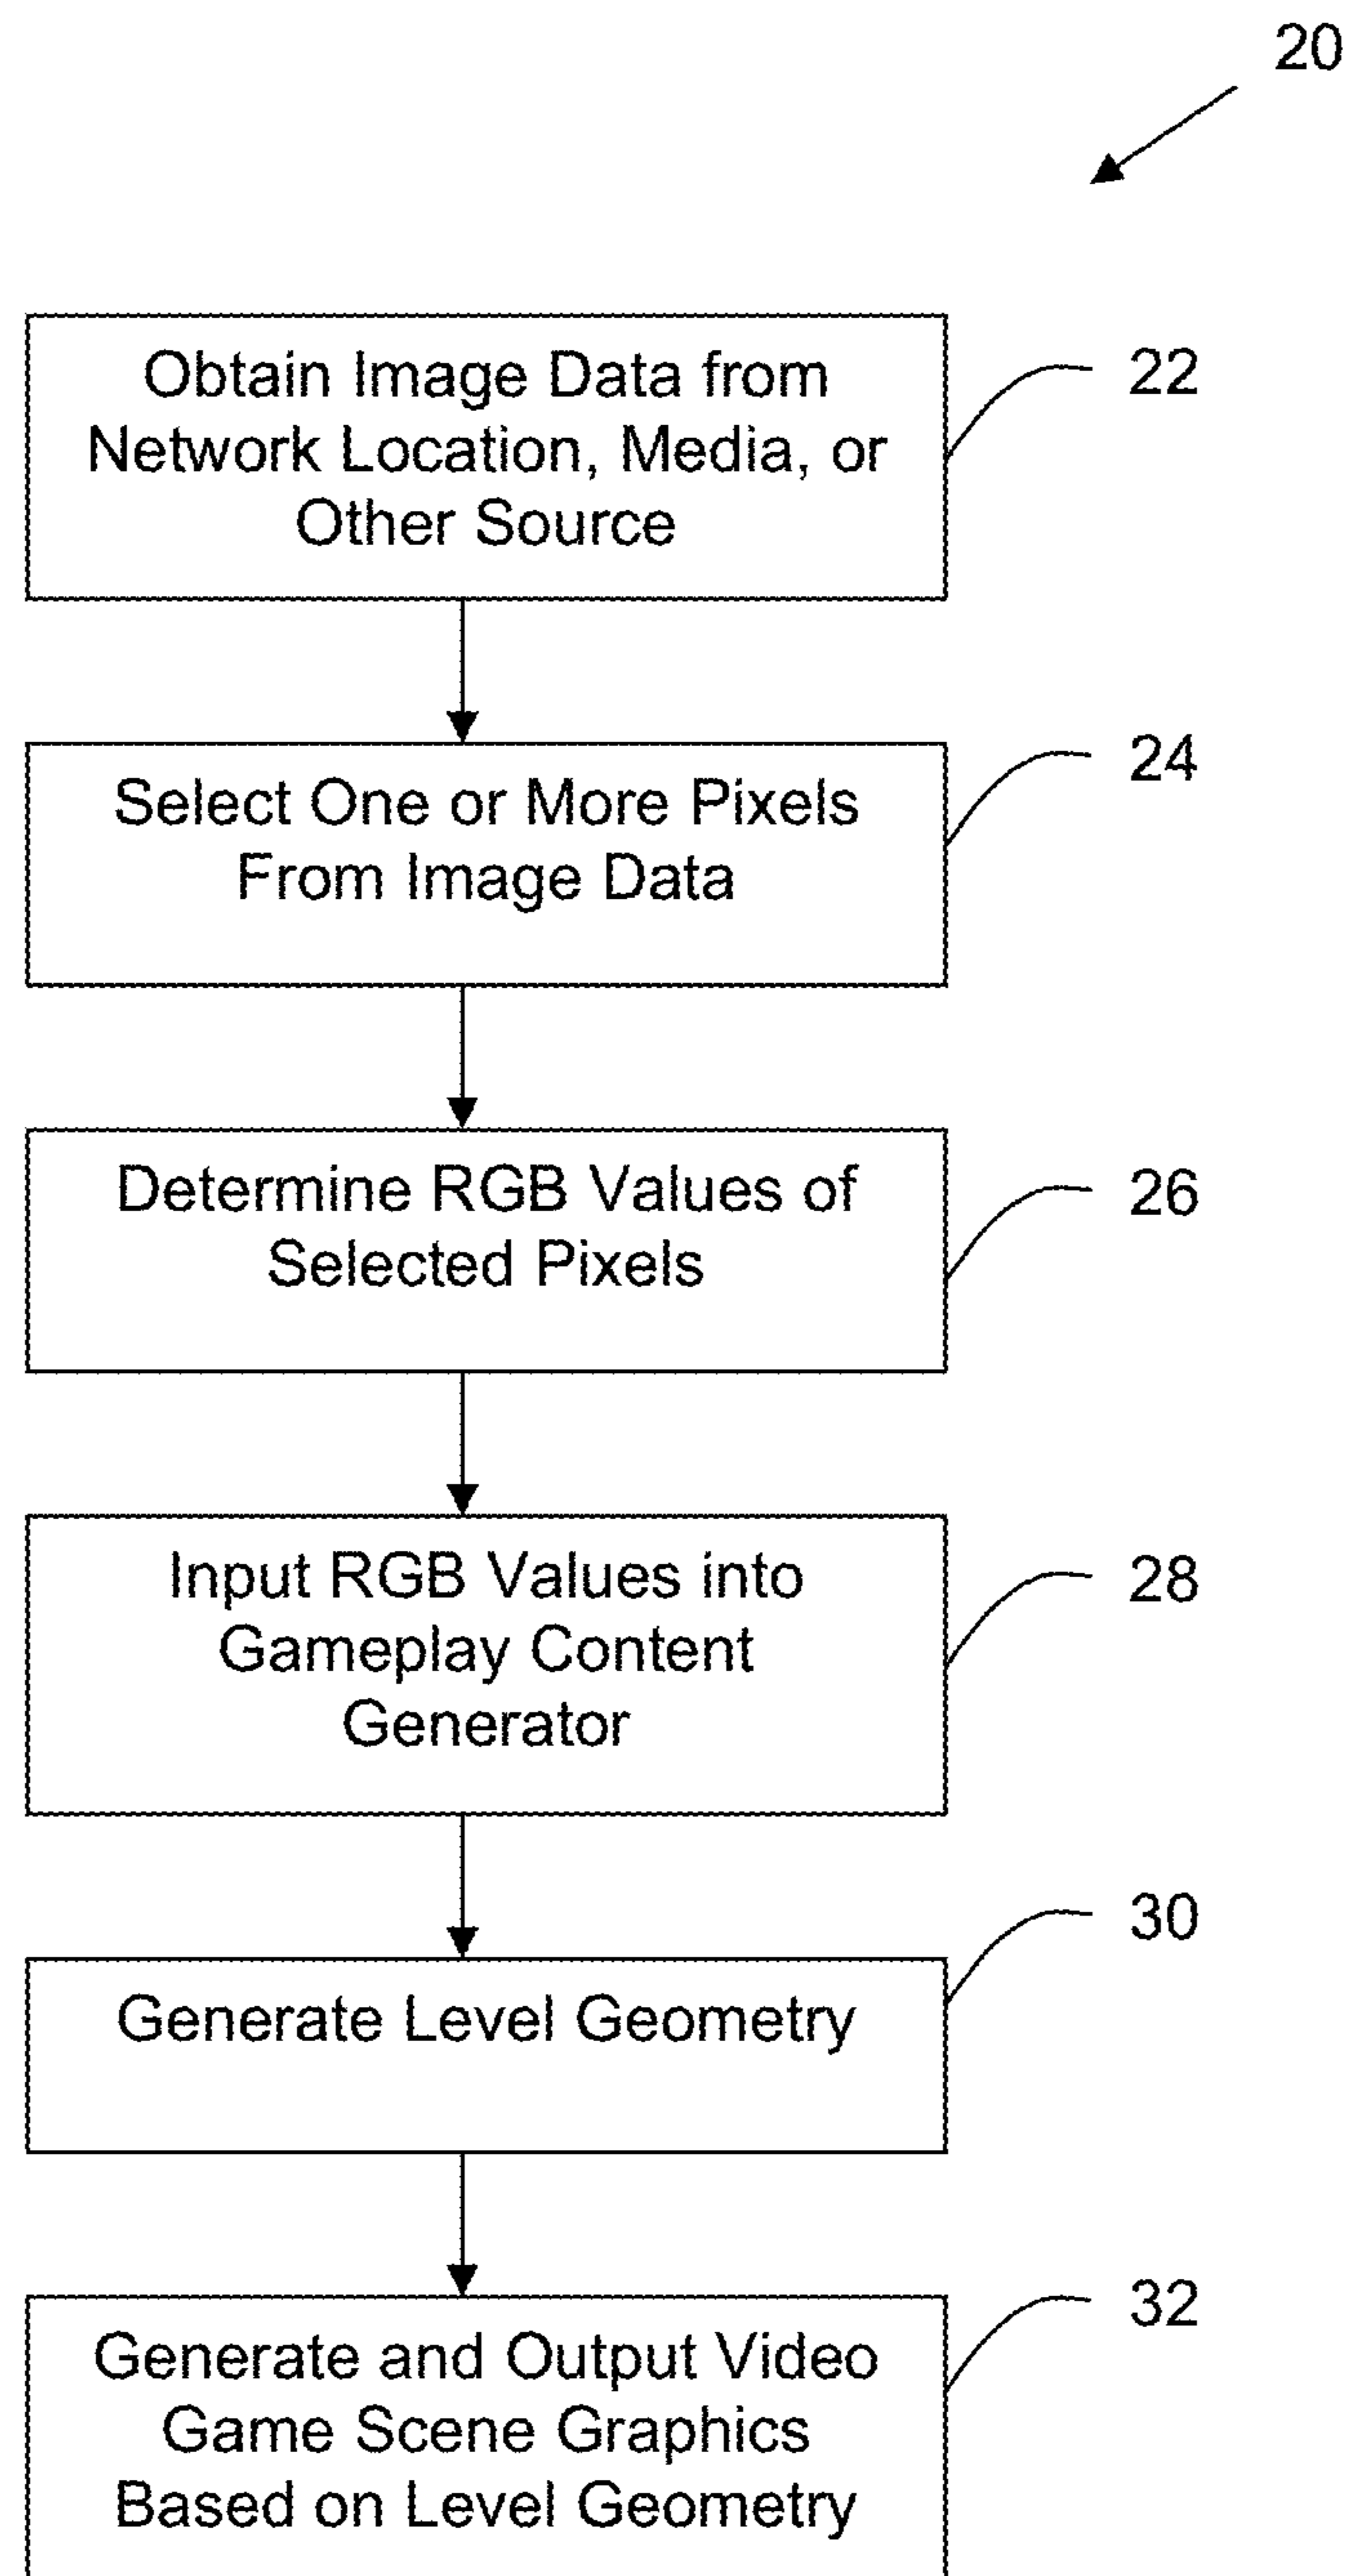 20
Obtain Image Data from
Network Location, Media, or
Other Source
22
Select One or More Pixels
From Image Data
24
Determine RGB Values of
Selected Pixels
26
Input RGB Values into
Gameplay Content
Generator
28
Generate Level Geometry
30
Generate and Output Video
Game Scene Graphics
Based on Level Geometry
32